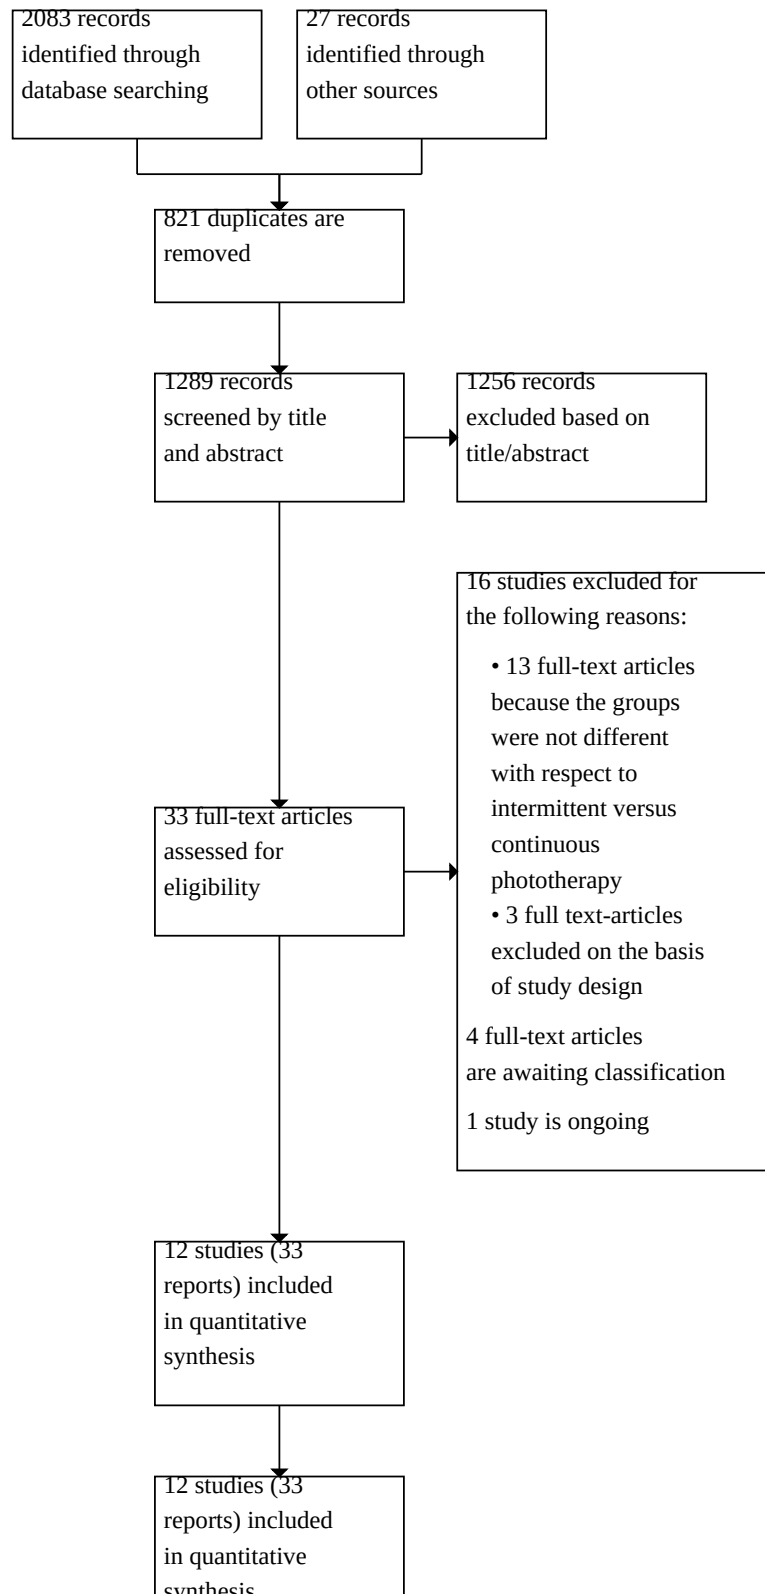 2083 records
identified through
database searching
27 records
identified through
other sources
821 duplicates are
removed
1289 records
screened by title
and abstract
1256 records
excluded based on
title/abstract
16 studies excluded for
the following reasons:
• 13 full-text articles
because the groups
were not different
with respect to
intermittent versus
continuous
phototherapy
• 3 full text-articles
excluded on the basis
of study design
4 full-text articles
are awaiting classification
1 study is ongoing
33 full-text articles
assessed for
eligibility
12 studies (33
reports) included
in quantitative
synthesis
12 studies (33
reports) included
in quantitative
synthesis